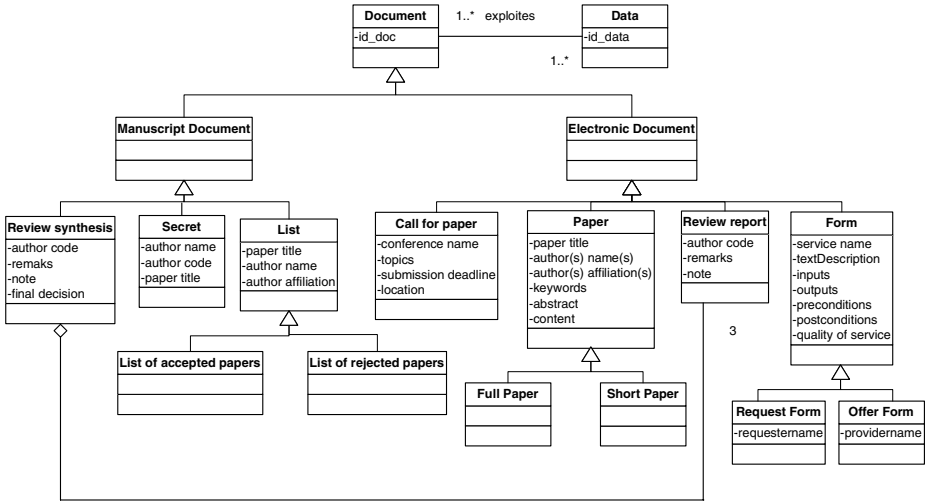 Document
-id_doc
1..* exploites
1..*
Data
-id_data
Manuscript Document
Electronic Document
Review synthesis
-author code
-remaks
-note
-final decision
Secret
-author name
-author code
-paper title
List
-paper title
-author name
-author affiliation
Call for paper
-conference name
-topics
-submission deadline
-location
Paper
-paper title
-author(s) name(s)
-author(s) affiliation(s)
-keywords
-abstract
-content
Review report
-author code
-remarks
-note
3
Form
-service name
-textDescription
-inputs
-outputs
-preconditions
-postconditions
-quality of service
List of accepted papers
List of rejected papers
Full Paper
Short Paper
Request Form
-requestername
Offer Form
-providername